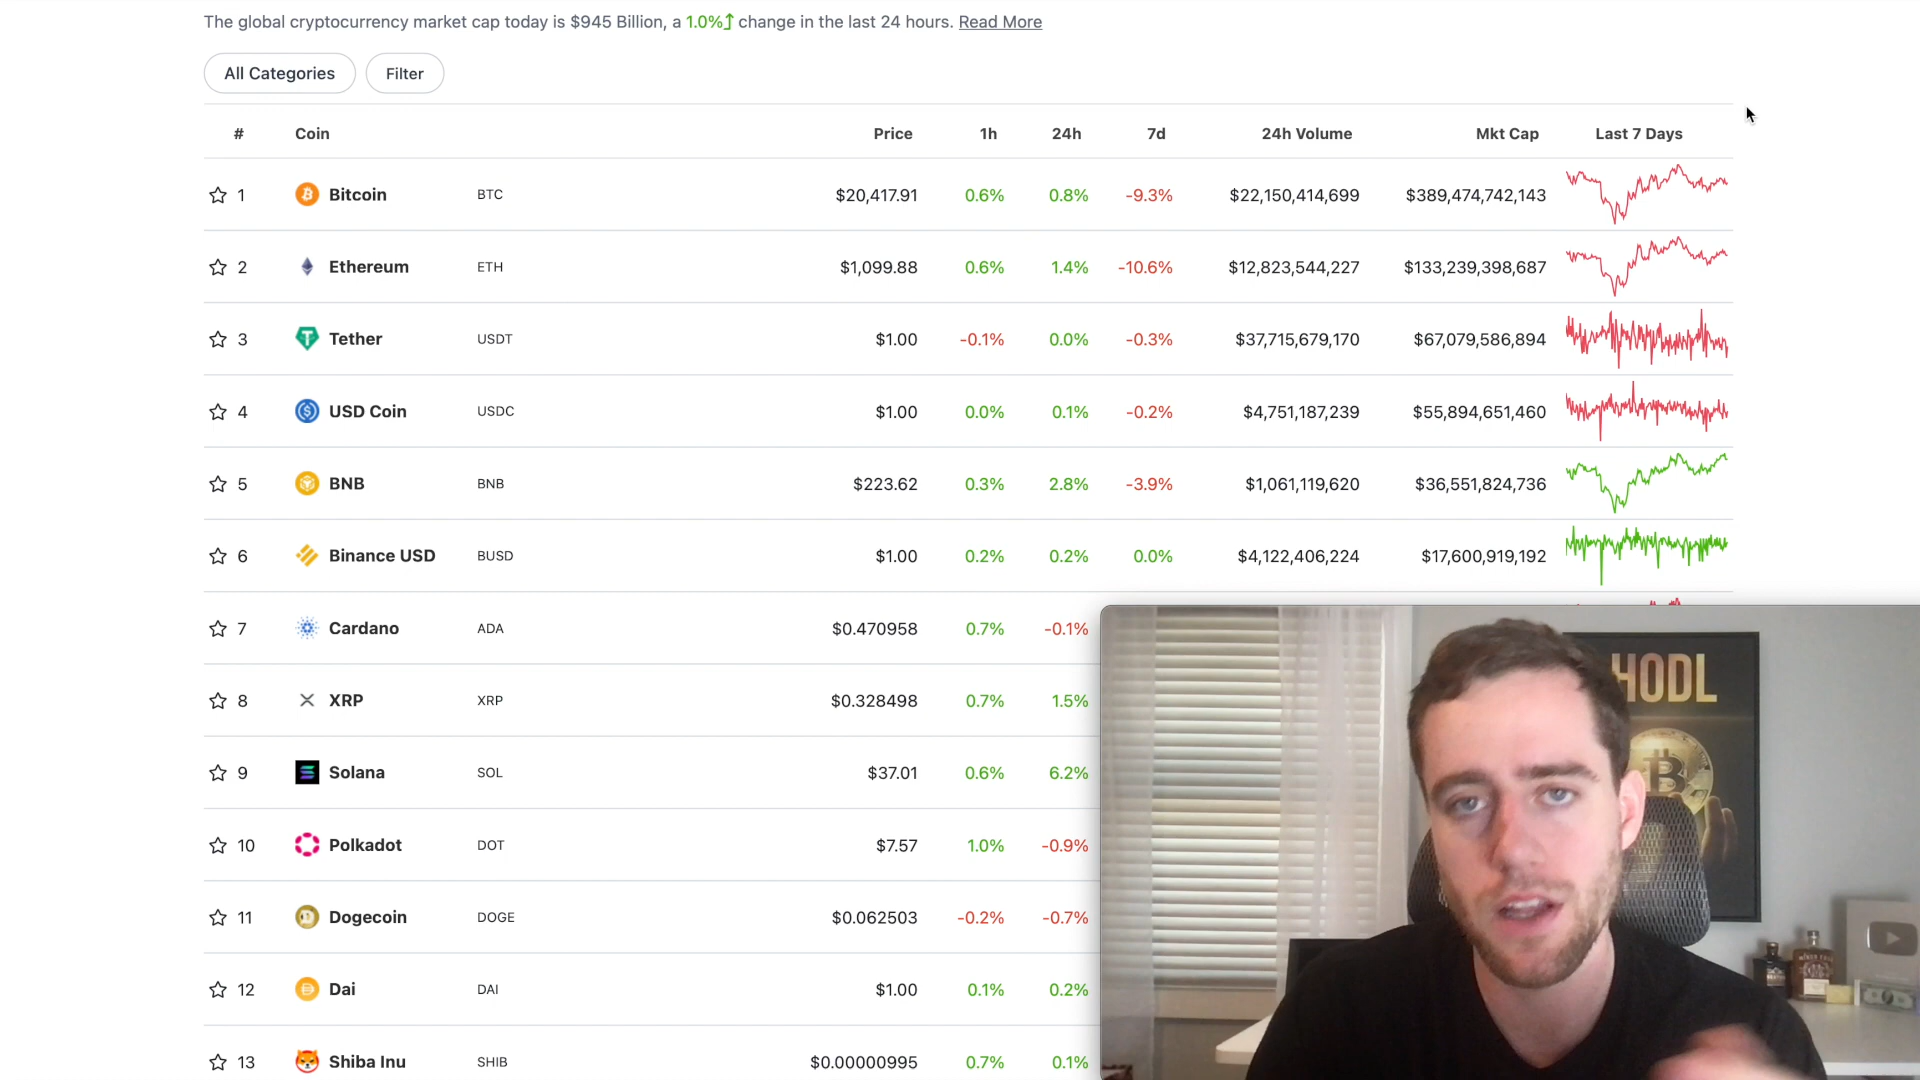 The global cryptocurrency market cap today is $945 Billion, a 1.0% change in the last 24 hours. Read More
All Categories Filter
# Coin Price 1h 24h 7d 24h Volume Mkt Cap Last 7 Days
1 Bitcoin BTC $20,417.91 0.6% 0.8% -9.3% $22,150,414,699 $389,474,742,143
2 Ethereum ETH $1,099.88 0.6% 1.4% -10.6% $12,823,544,227 $133,239,398,687
3 Tether USDT $1.00 -0.1% 0.0% -0.3% $37,715,679,170 $67,079,586,894
4 USD Coin USDC $1.00 0.0% 0.1% -0.2% $4,751,187,239 $55,894,651,460
5 BNB BNB $223.62 0.3% 2.8% -3.9% $1,061,119,620 $36,551,824,736
6 Binance USD BUSD $1.00 0.2% 0.2% 0.0% $4,122,406,224 $17,600,919,192
7 Cardano ADA $0.470958 0.7% -0.1%
8 XRP XRP $0.328498 0.7% 1.5%
9 Solana SOL $37.01 0.6% 6.2%
10 Polkadot DOT $7.57 1.0% -0.9%
11 Dogecoin DOGE $0.062503 -0.2% -0.7%
12 Dai DAI $1.00 0.1% 0.2%
13 Shiba Inu SHIB $0.00000995 0.7% 0.1%
HODL